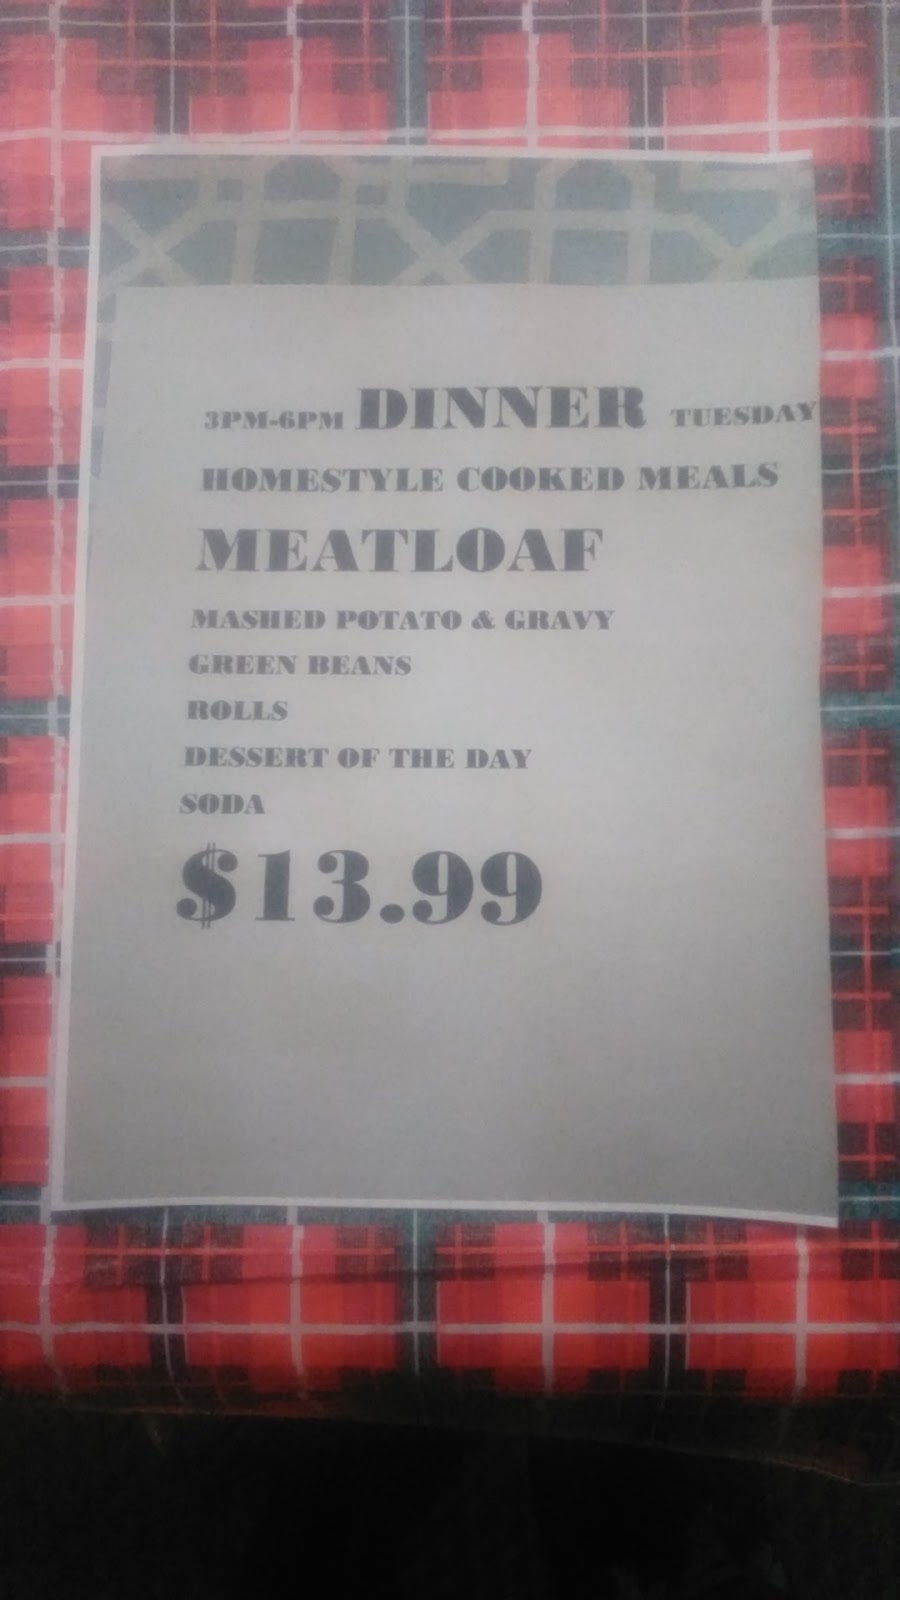 3PM-6PM DINNER TUESDAY
HOMESTYLE COOKED MEALS
MEATLOAF
MASHED POTATO & GRAVY
GREEN BEANS
ROLLS
DESSERT OF THE DAY
SODA
$13.99